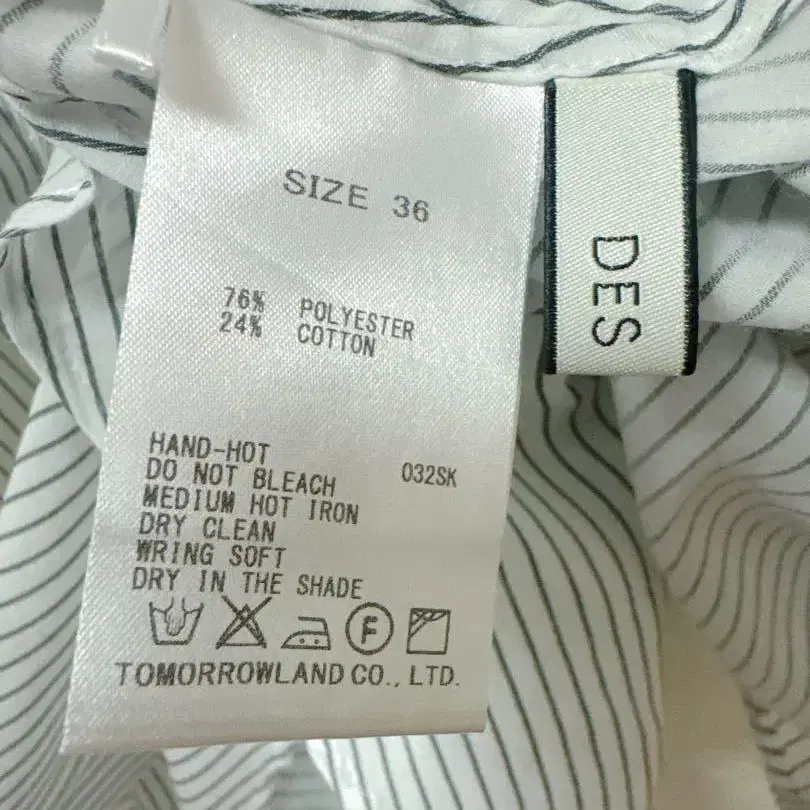 SIZE 36
76% POLYESTER
24% COTTON
HAND-HOT
DO NOT BLEACH 032SK
MEDIUM HOT IRON
DRY CLEAN
WRING SOFT
DRY IN THE SHADE
F
TOMORROWLAND CO., LTD.
DES